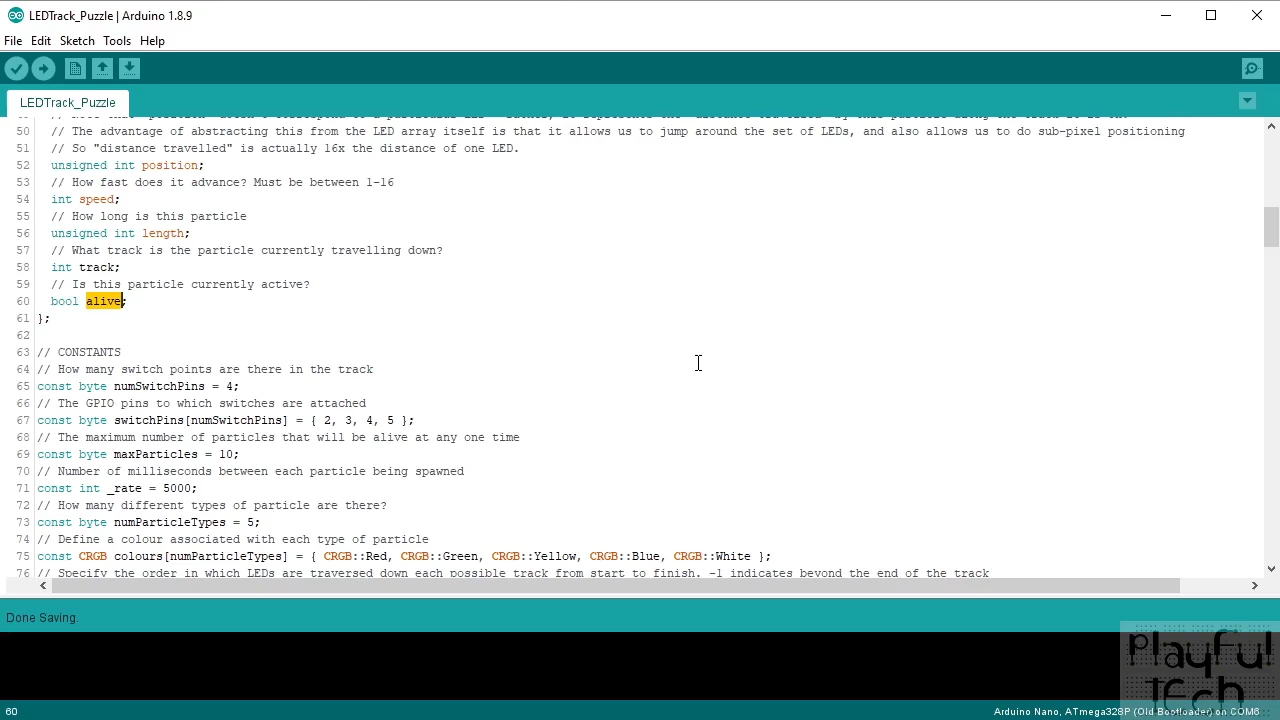 LEDTrack_Puzzle | Arduino 1.8.9
File Edit Sketch Tools Help
LEDTrack_Puzzle
50 // The advantage of abstracting this from the LED array itself is that it allows us to jump around the set of LEDs, and also allows us to do sub-pixel positioning
51 // So "distance travelled" is actually 16x the distance of one LED.
52 unsigned int position;
53 // How fast does it advance? Must be between 1-16
54 int speed;
55 // How long is this particle
56 unsigned int length;
57 // What track is the particle currently travelling down?
58 int track;
59 // Is this particle currently active?
60 bool alive;
61 };
62
63 // CONSTANTS
64 // How many switch points are there in the track
65 const byte numSwitchPins = 4;
66 // The GPIO pins to which switches are attached
67 const byte switchPins[numSwitchPins] = { 2, 3, 4, 5 };
68 // The maximum number of particles that will be alive at any one time
69 const byte maxParticles = 10;
70 // Number of milliseconds between each particle being spawned
71 const int _rate = 5000;
72 // How many different types of particle are there?
73 const byte numParticleTypes = 5;
74 // Define a colour associated with each type of particle
75 const CRGB colours[numParticleTypes] = { CRGB::Red, CRGB::Green, CRGB::Yellow, CRGB::Blue, CRGB::White };
76 // Specify the order in which LEDs are traversed down each possible track from start to finish. -1 indicates beyond the end of the track
Done Saving.
Playful
Tech
60
Arduino Nano, ATmega328P (Old Bootloader) on COM6